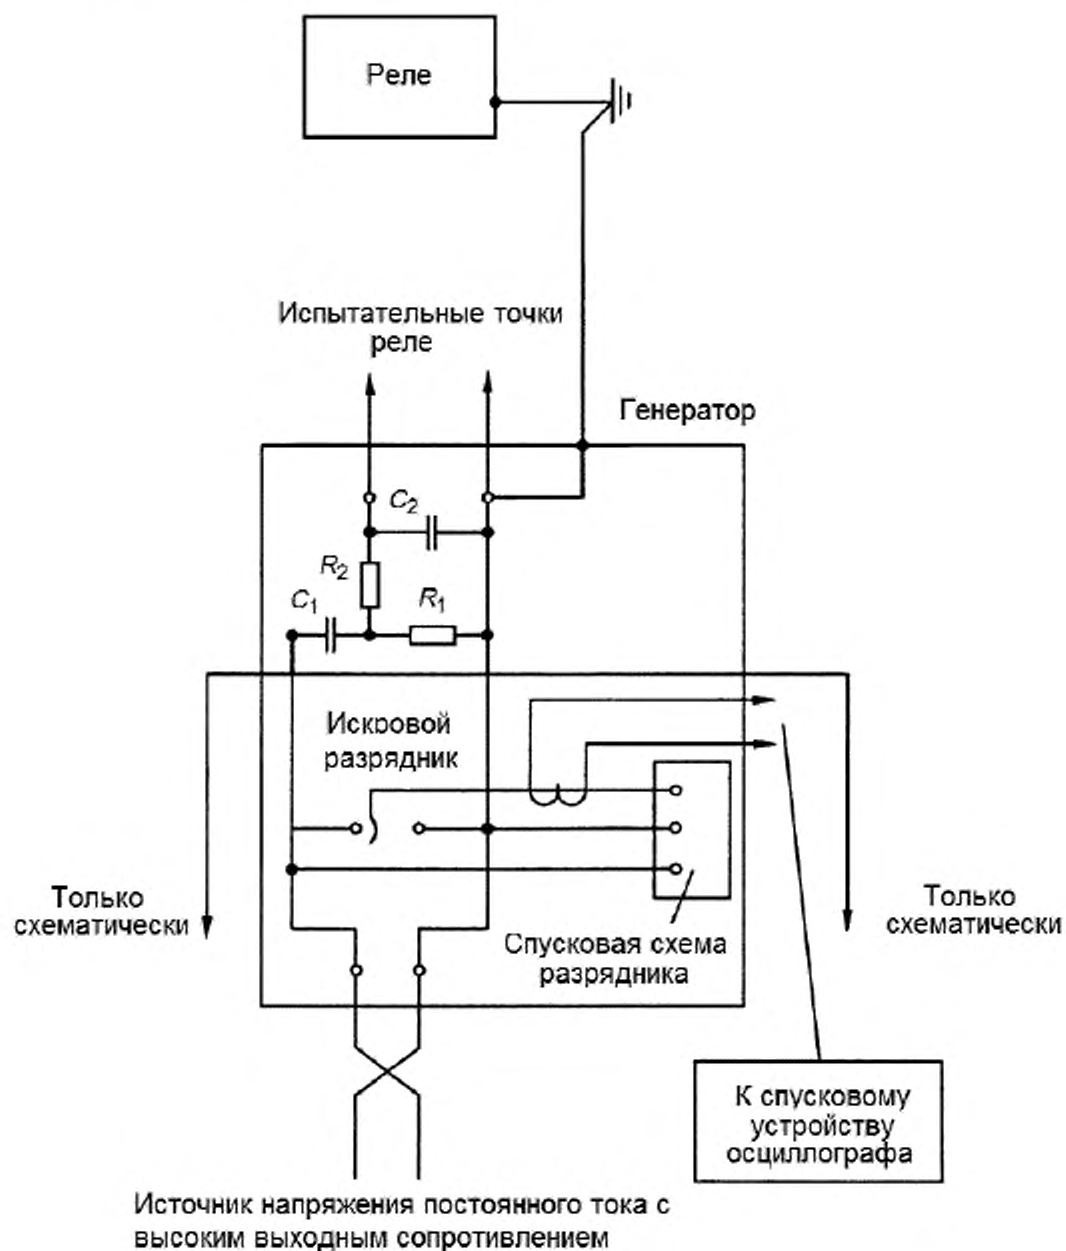 Реле
Испытательные точки
реле
Генератор
C2
R2
C1
R1
Искровой
разрядник
Только
схематически
Только
схематически
Спусковая схема
разрядника
К спусковому
устройству
осциллографа
Источник напряжения постоянного тока с
высоким выходным сопротивлением